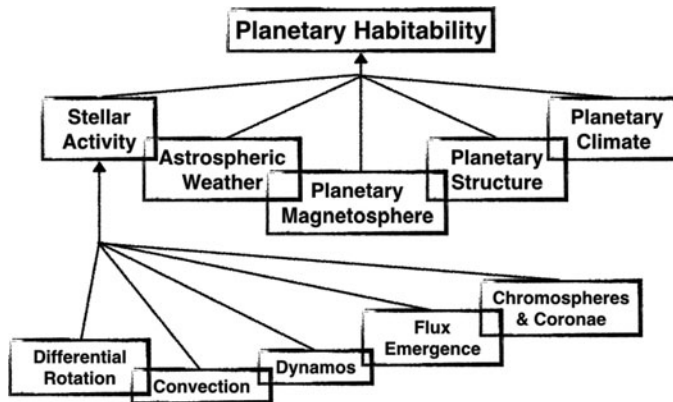 Planetary Habitability
Stellar
Activity
Astrospheric
Weather
Planetary
Magnetosphere
Planetary
Structure
Planetary
Climate
Differential
Rotation
Convection
Dynamos
Flux
Emergence
Chromospheres
& Coronae